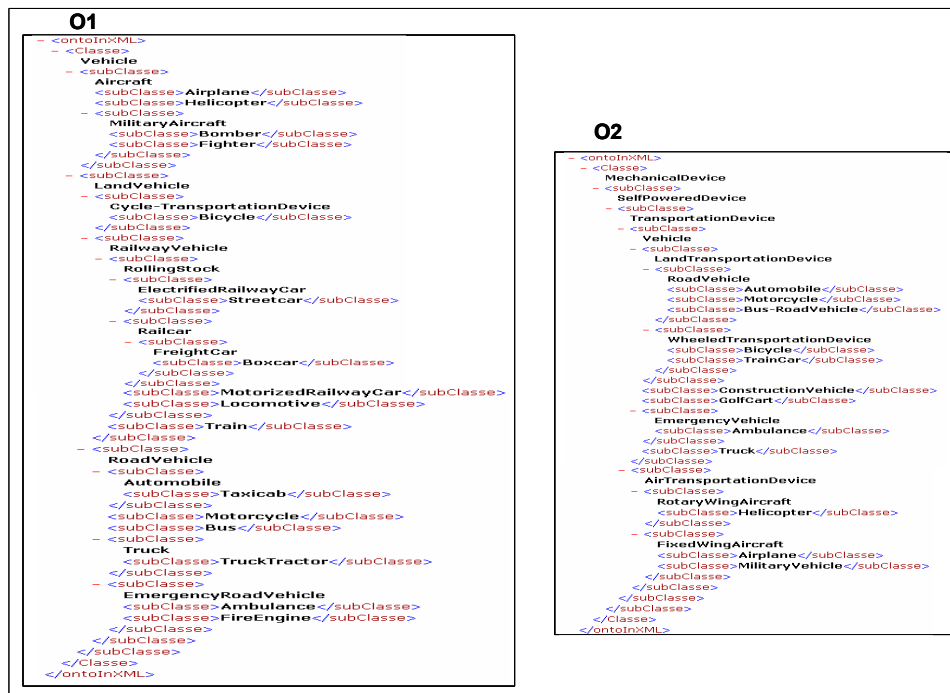 O1
- <ontoInXML>
- <Classe>
Vehicle
- <subClasse>
Aircraft
<subClasse>Airplane</subClasse>
<subClasse>Helicopter</subClasse>
- <subClasse>
MilitaryAircraft
<subClasse>Bomber</subClasse>
<subClasse>Fighter</subClasse>
</subClasse>
</subClasse>
- <subClasse>
LandVehicle
- <subClasse>
Cycle-TransportationDevice
<subClasse>Bicycle</subClasse>
</subClasse>
- <subClasse>
RailwayVehicle
- <subClasse>
RollingStock
- <subClasse>
ElectrifiedRailwayCar
<subClasse>Streetcar</subClasse>
</subClasse>
- <subClasse>
Railcar
- <subClasse>
FreightCar
<subClasse>Boxcar</subClasse>
</subClasse>
</subClasse>
<subClasse>MotorizedRailwayCar</subClasse>
<subClasse>Locomotive</subClasse>
</subClasse>
<subClasse>Train</subClasse>
</subClasse>
- <subClasse>
RoadVehicle
- <subClasse>
Automobile
<subClasse>Taxicab</subClasse>
</subClasse>
<subClasse>Motorcycle</subClasse>
<subClasse>Bus</subClasse>
- <subClasse>
Truck
<subClasse>TruckTractor</subClasse>
</subClasse>
- <subClasse>
EmergencyRoadVehicle
<subClasse>Ambulance</subClasse>
<subClasse>FireEngine</subClasse>
</subClasse>
</subClasse>
</subClasse>
</Classe>
</ontoInXML>
O2
- <ontoInXML>
- <Classe>
MechanicalDevice
- <subClasse>
SelfPoweredDevice
- <subClasse>
TransportationDevice
- <subClasse>
Vehicle
- <subClasse>
LandTransportationDevice
- <subClasse>
RoadVehicle
<subClasse>Automobile</subClasse>
<subClasse>Motorcycle</subClasse>
<subClasse>Bus-RoadVehicle</subClasse>
</subClasse>
- <subClasse>
WheeledTransportationDevice
<subClasse>Bicycle</subClasse>
<subClasse>TrainCar</subClasse>
</subClasse>
</subClasse>
<subClasse>ConstructionVehicle</subClasse>
<subClasse>GolfCart</subClasse>
- <subClasse>
EmergencyVehicle
<subClasse>Ambulance</subClasse>
</subClasse>
<subClasse>Truck</subClasse>
</subClasse>
- <subClasse>
AirTransportationDevice
- <subClasse>
RotaryWingAircraft
<subClasse>Helicopter</subClasse>
</subClasse>
- <subClasse>
FixedWingAircraft
<subClasse>Airplane</subClasse>
<subClasse>MilitaryVehicle</subClasse>
</subClasse>
</subClasse>
</subClasse>
</subClasse>
</Classe>
</ontoInXML>